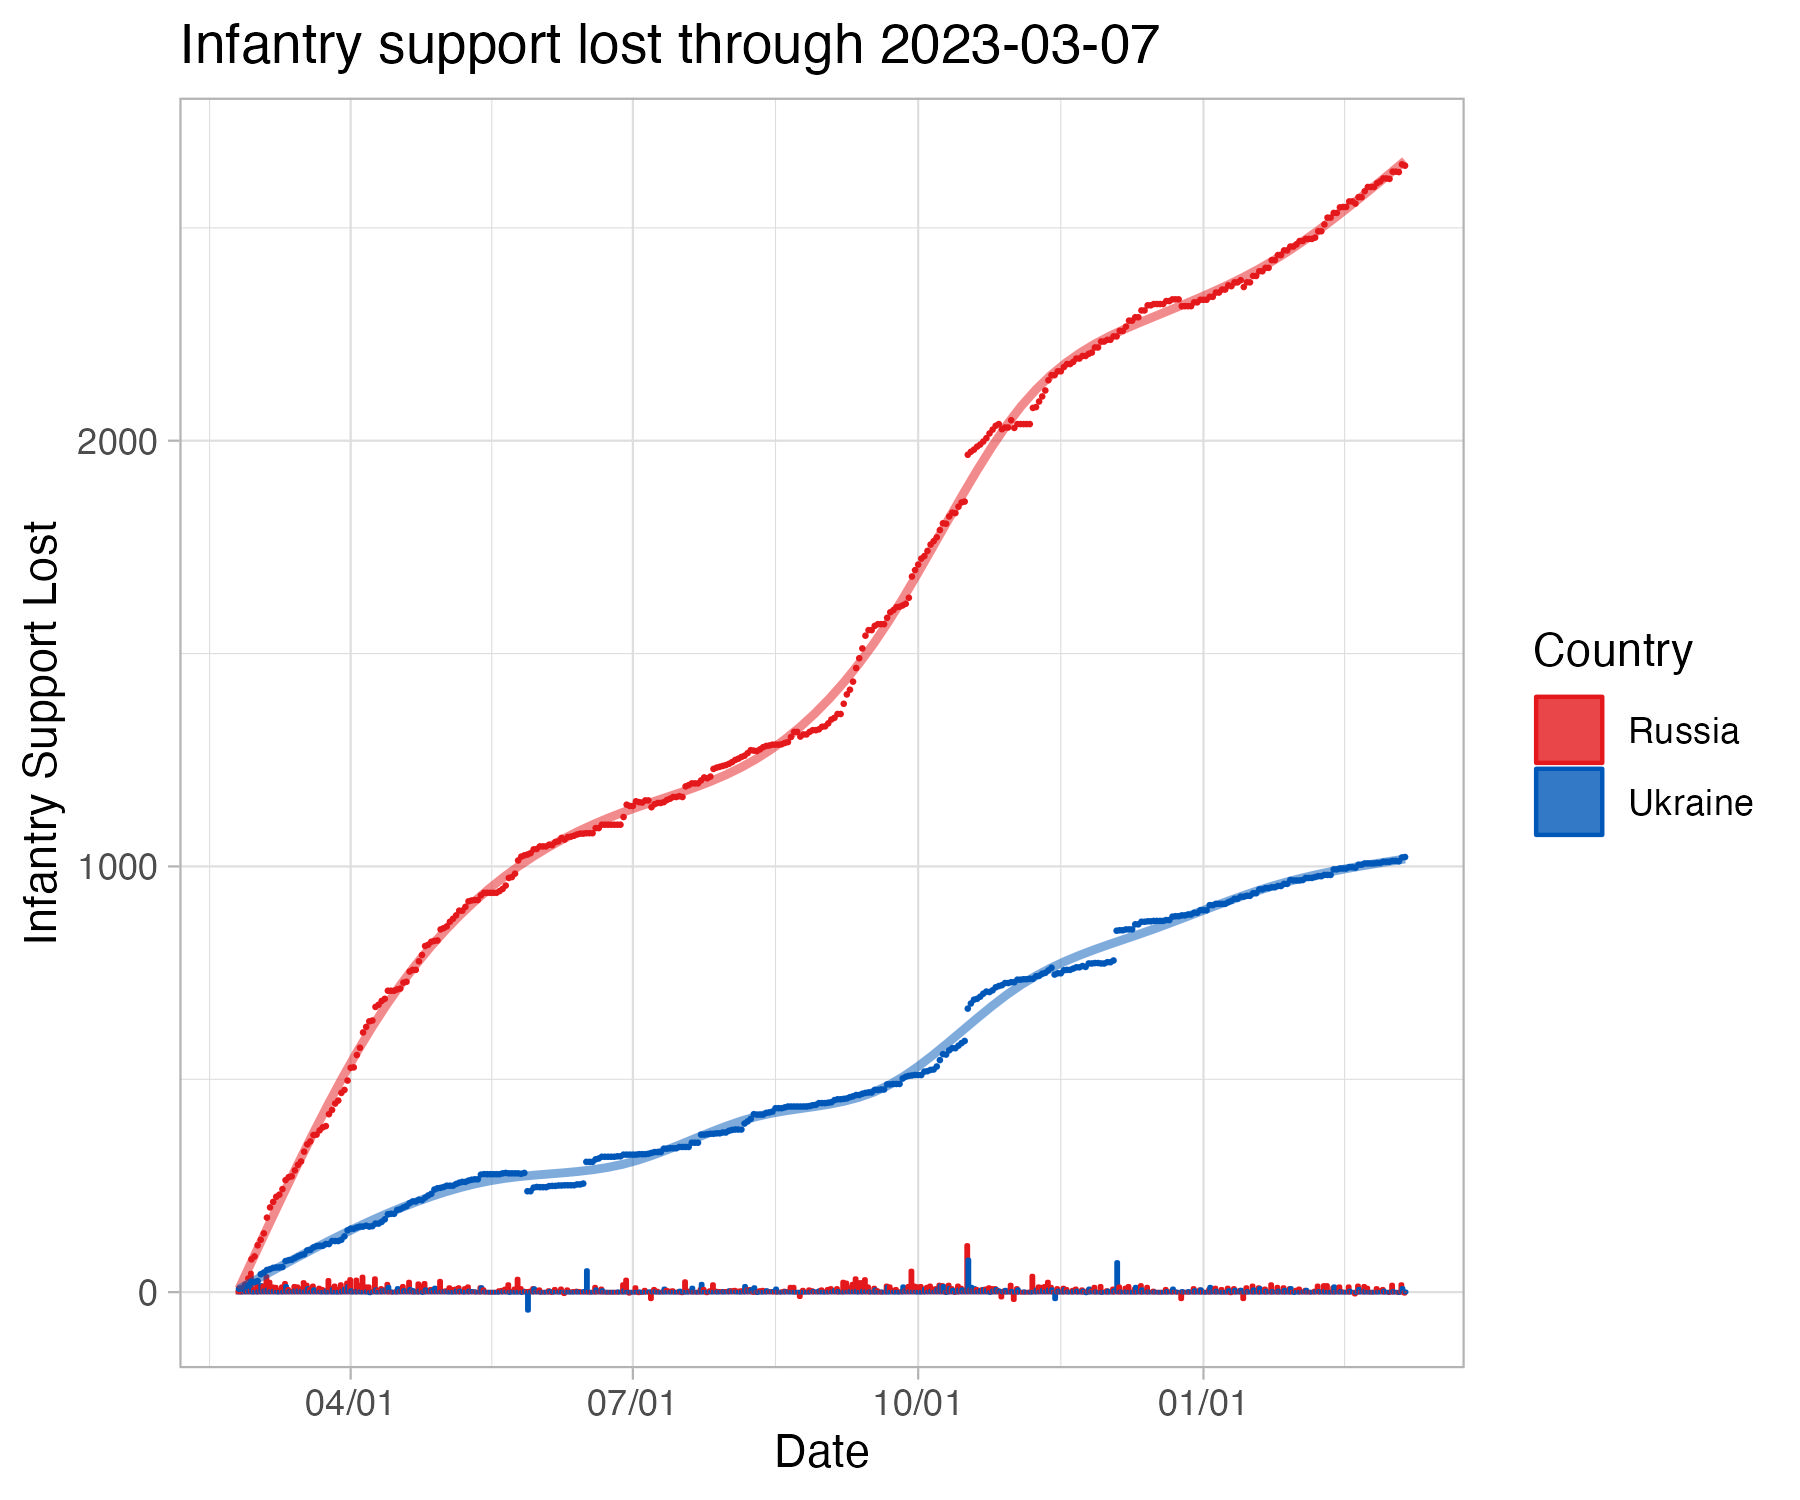 Infantry support lost through 2023-03-07
Infantry Support Lost
2000
1000
0
04/01
07/01
10/01
01/01
Date
Country
Russia
Ukraine